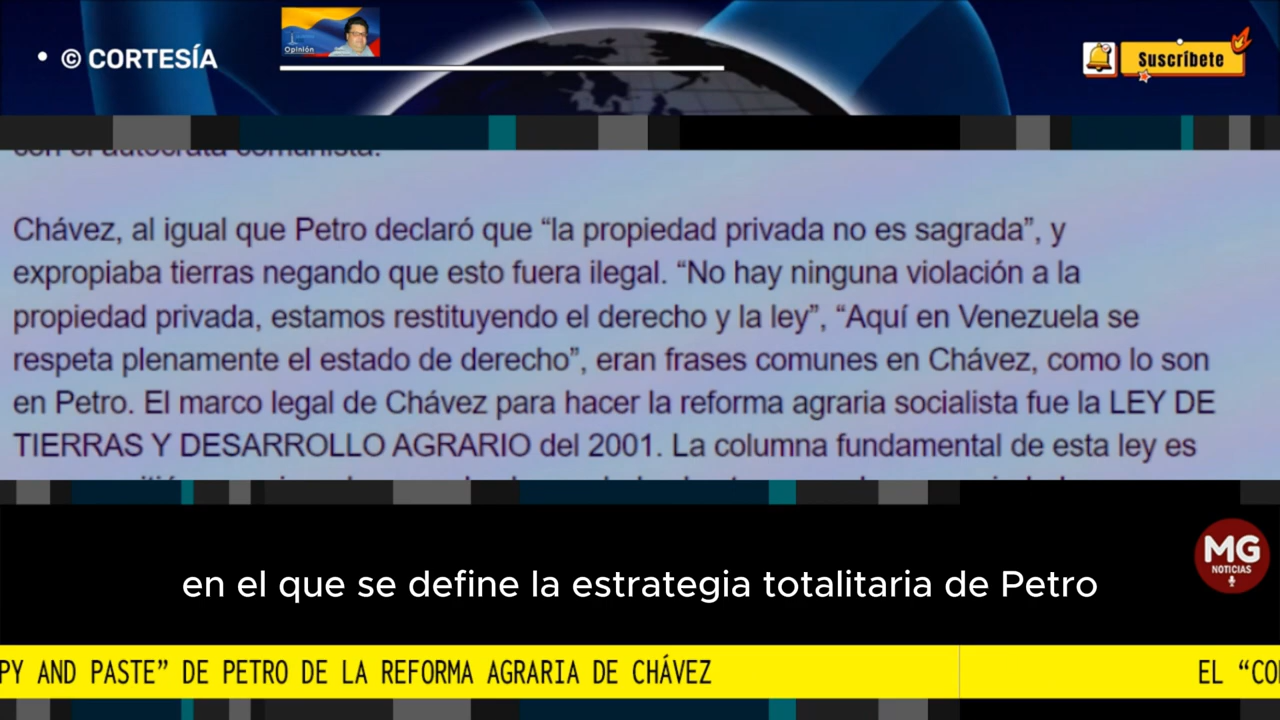 • © CORTESÍA
Opinión
Suscríbete
con el autócrata comunista.
Chávez, al igual que Petro declaró que “la propiedad privada no es sagrada”, y
expropiaba tierras negando que esto fuera ilegal. “No hay ninguna violación a la
propiedad privada, estamos restituyendo el derecho y la ley”, “Aquí en Venezuela se
respeta plenamente el estado de derecho”, eran frases comunes en Chávez, como lo son
en Petro. El marco legal de Chávez para hacer la reforma agraria socialista fue la LEY DE
TIERRAS Y DESARROLLO AGRARIO del 2001. La columna fundamental de esta ley es
MG
NOTICIAS
en el que se define la estrategia totalitaria de Petro
PY AND PASTE” DE PETRO DE LA REFORMA AGRARIA DE CHÁVEZ
EL “CO